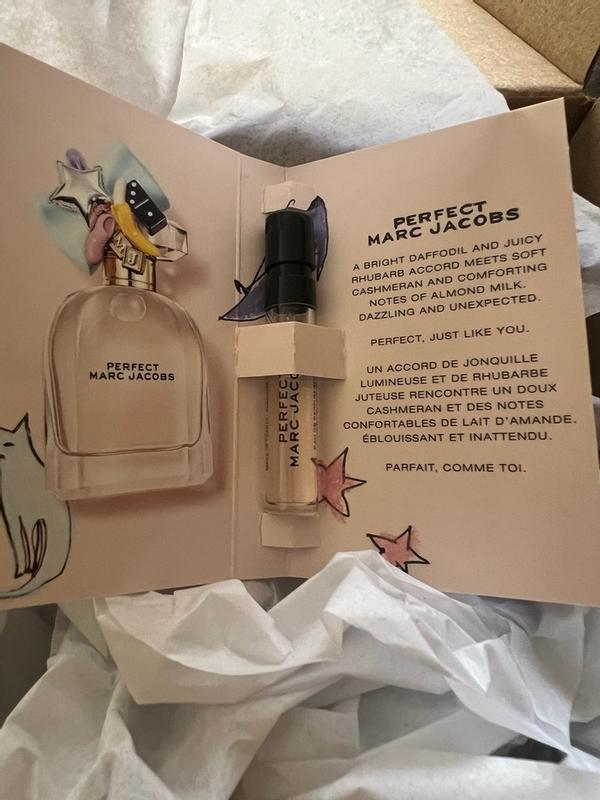 MJ
PERFECT
MARC JACOBS
PERFECT
MARC JACOBS
PERFECT
MARC JACOBS
A BRIGHT DAFFODIL AND JUICY
RHUBARB ACCORD MEETS SOFT
CASHMERAN AND COMFORTING
NOTES OF ALMOND MILK.
DAZZLING AND UNEXPECTED.
PERFECT, JUST LIKE YOU.
UN ACCORD DE JONQUILLE
LUMINEUSE ET DE RHUBARBE
JUTEUSE RENCONTRE UN DOUX
CASHMERAN ET DES NOTES
CONFORTABLES DE LAIT D'AMANDE.
ÉBLOUISSANT ET INATTENDU.
PARFAIT, COMME TOI.